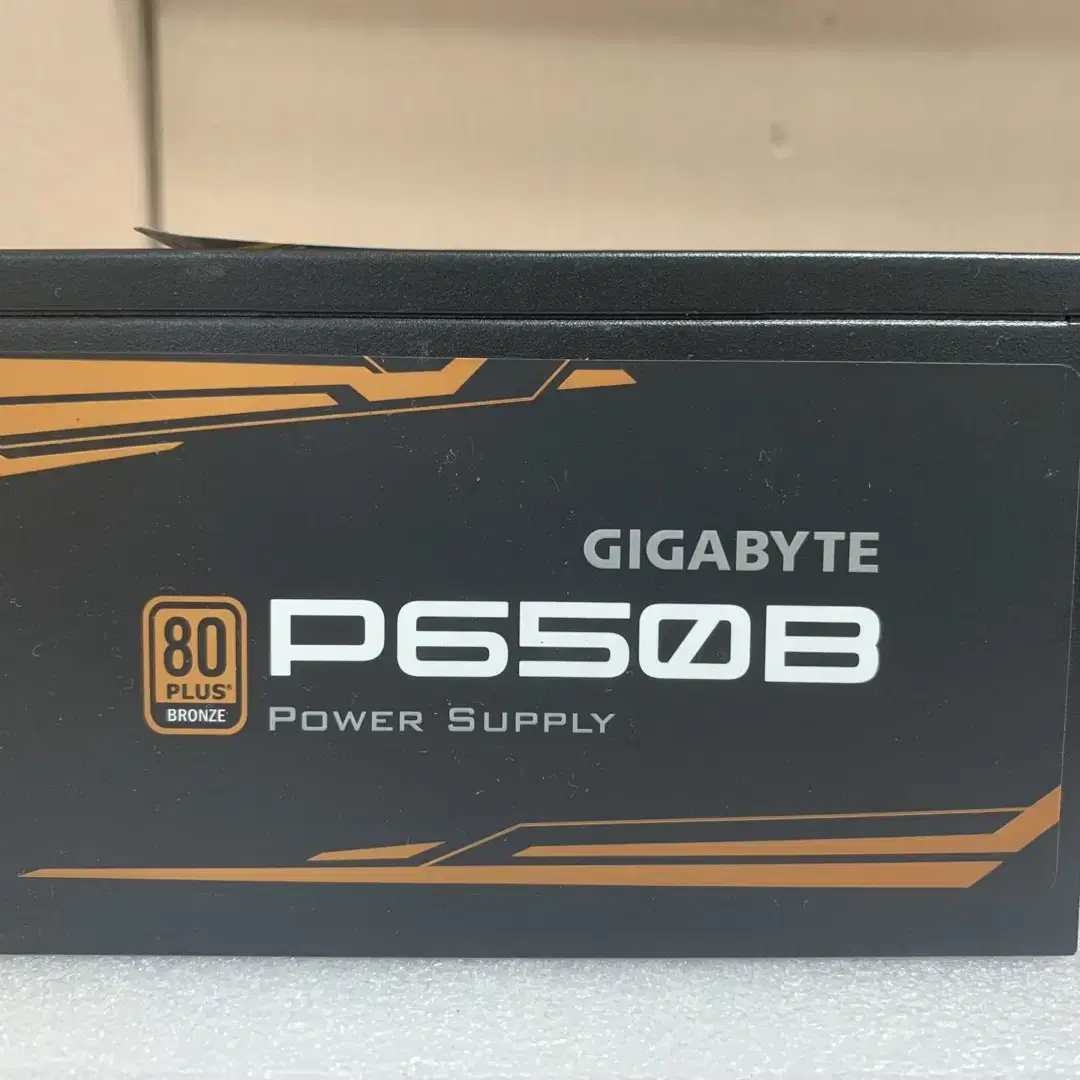 GIGABYTE
80
PLUS®
BRONZE
P650B
POWER SUPPLY